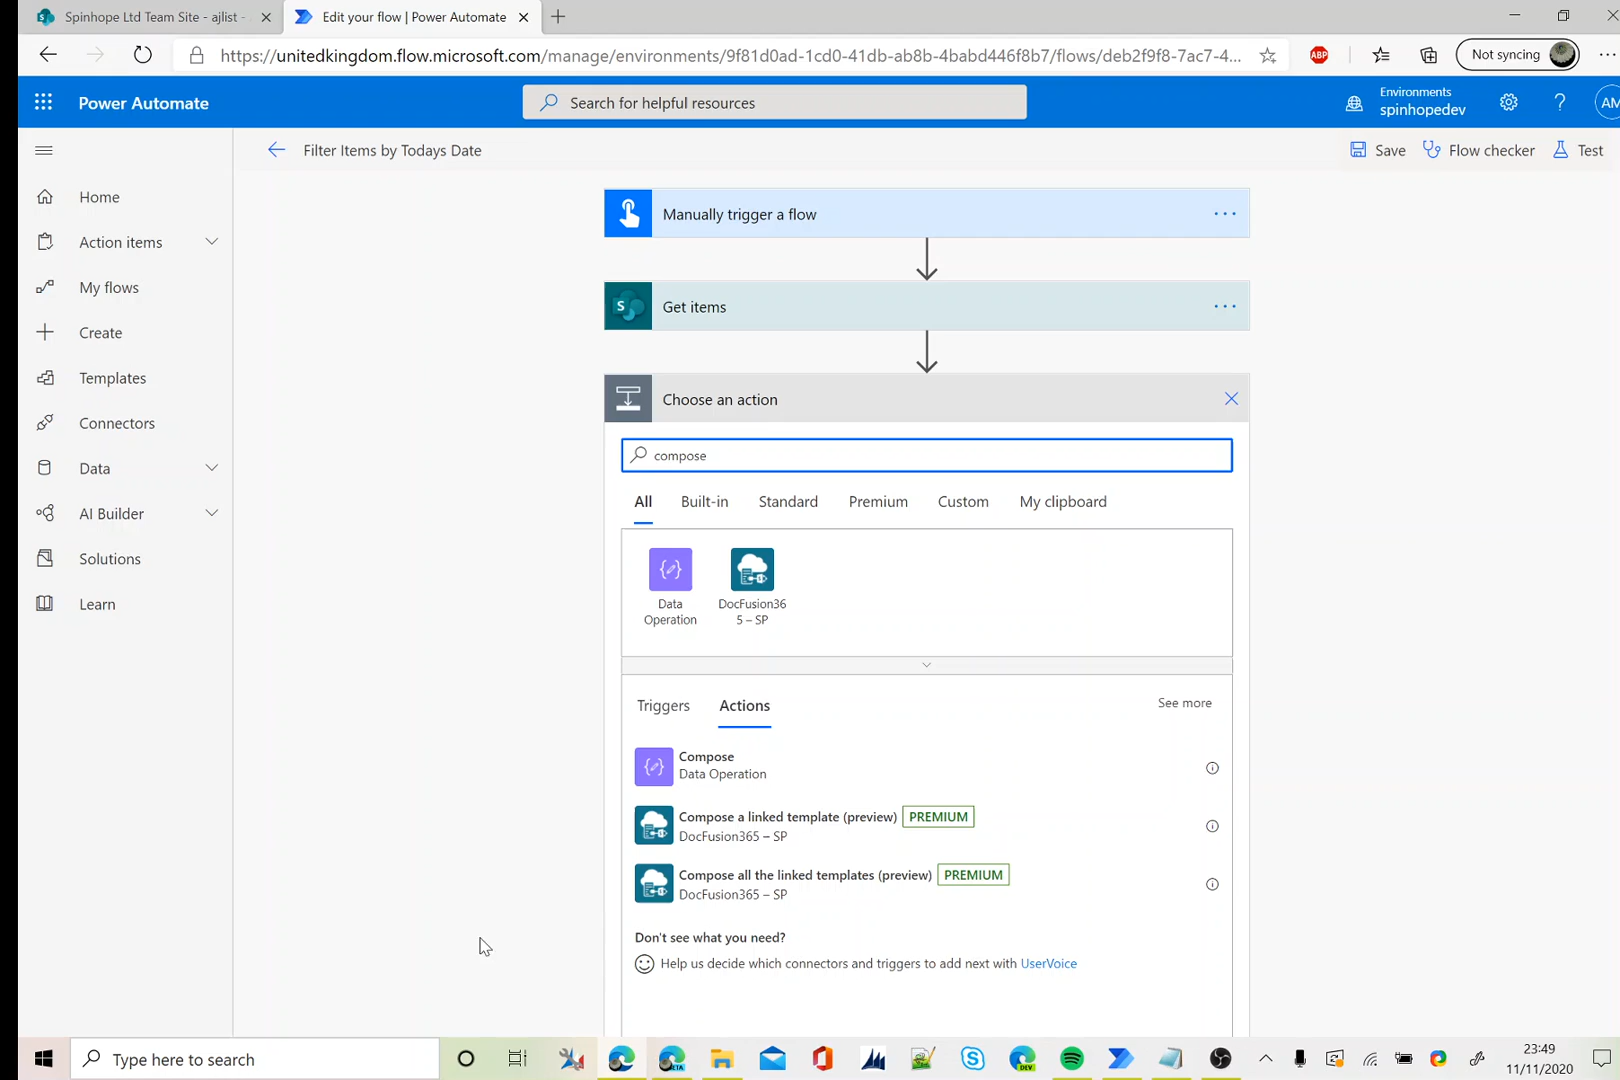 Spinhope Ltd Team Site - ajlist -
Edit your flow | Power Automate
https://unitedkingdom.flow.microsoft.com/manage/environments/9f81d0ad-1cd0-41db-ab8b-4babd446f8b7/flows/deb2f9f8-7ac7-4...
ABP
Not syncing
Power Automate
Search for helpful resources
Environments
spinhopedev
?
AM
Filter Items by Todays Date
Save
Flow checker
Test
Home
Action items
My flows
Create
Templates
Connectors
Data
AI Builder
Solutions
Learn
Manually trigger a flow
S
Get items
Choose an action
compose
All
Built-in
Standard
Premium
Custom
My clipboard
Data
Operation
DocFusion36
5 – SP
Triggers
Actions
See more
Compose
Data Operation
Compose a linked template (preview)
PREMIUM
DocFusion365 – SP
Compose all the linked templates (preview)
PREMIUM
DocFusion365 – SP
Don't see what you need?
Help us decide which connectors and triggers to add next with UserVoice
Type here to search
BETA
DEV
23:49
11/11/2020